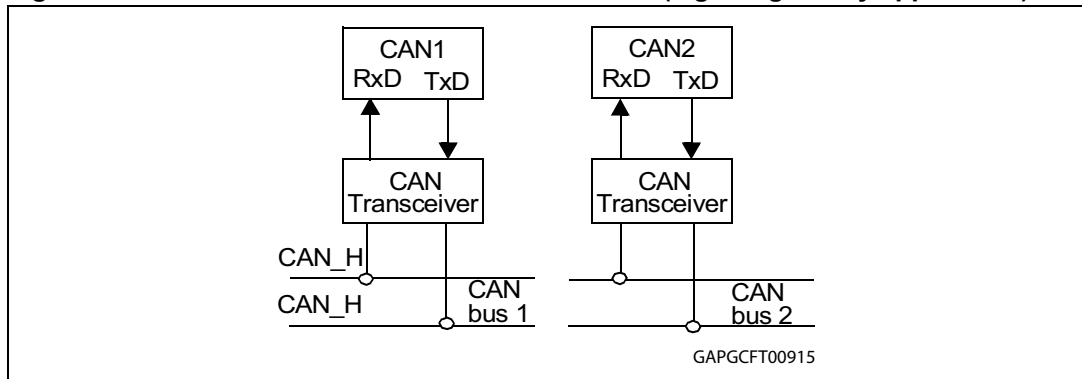 CAN1
RxD TxD
CAN2
RxD TxD
CAN
Transceiver
CAN
Transceiver
CAN_H
CAN_H
CAN
bus 1
CAN
bus 2
GAPGCFT00915